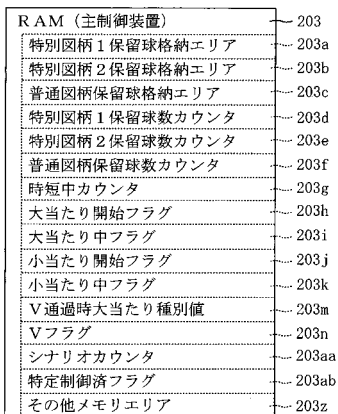 RAM（主制御装置） 203
特別図柄1保留球格納エリア 203a
特別図柄2保留球格納エリア 203b
普通図柄保留球格納エリア 203c
特別図柄1保留球数カウンタ 203d
特別図柄2保留球数カウンタ 203e
普通図柄保留球数カウンタ 203f
時短中カウンタ 203g
大当たり開始フラグ 203h
大当たり中フラグ 203i
小当たり開始フラグ 203j
小当たり中フラグ 203k
V通過時大当たり種別値 203m
Vフラグ 203n
シナリオカウンタ 203aa
特定制御済フラグ 203ab
その他メモリエリア 203z